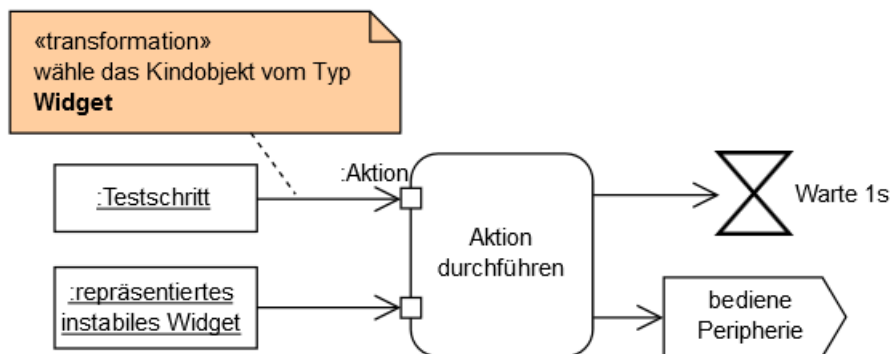 «transformation»
wähle das Kindobjekt vom Typ
Widget
:Testschritt
:Aktion
Aktion
durchführen
Warte 1s
:repräsentiertes
instabiles Widget
bediene
Peripherie